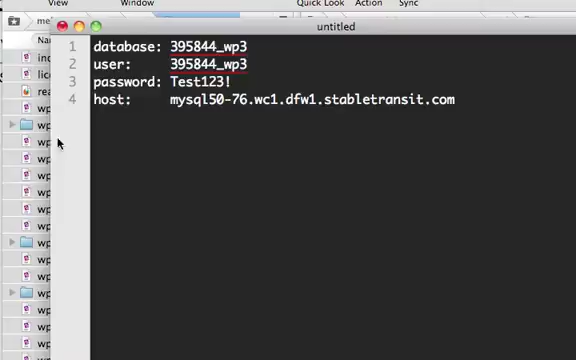 View Window Quick Look Action Sync
untitled
1 database: 395844_wp3
2 user: 395844_wp3
3 password: Test123!
4 host: mysql50-76.wc1.dfw1.stabletransit.com